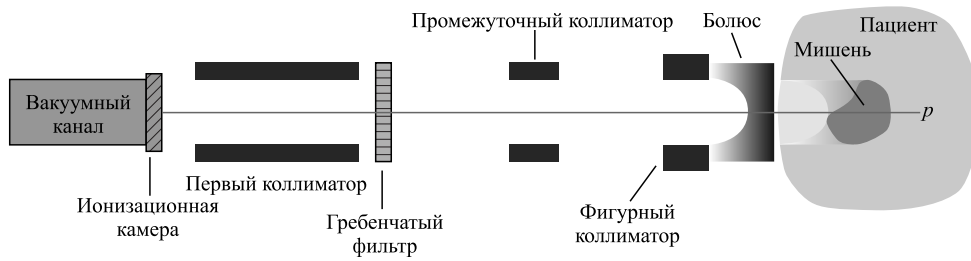 Промежуточный коллиматор
Болюс
Пациент
Мишень
Вакуумный
канал
p
Первый коллиматор
Ионизационная
камера
Гребенчатый
фильтр
Фигурный
коллиматор